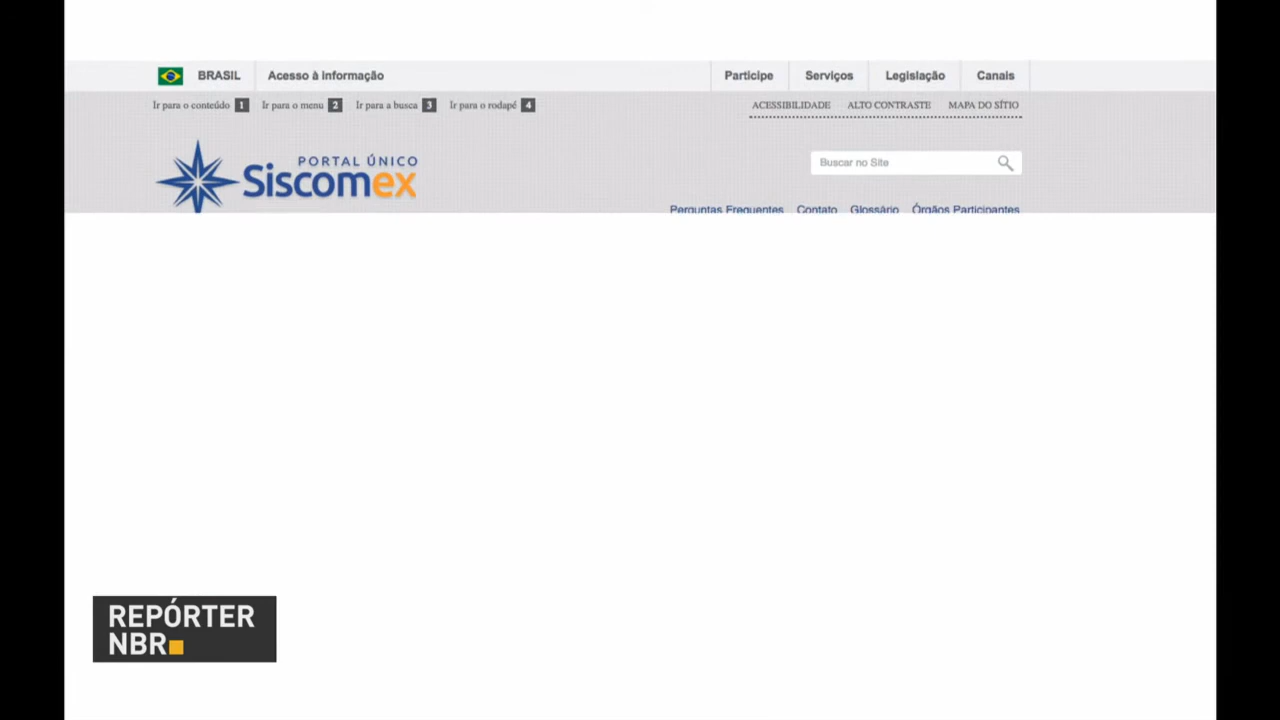 BRASIL Acesso à informação Participe Serviços Legislação Canais
Ir para o conteúdo 1 Ir para o menu 2 Ir para a busca 3 Ir para o rodapé 4 ACESSIBILIDADE ALTO CONTRASTE MAPA DO SÍTIO
PORTAL ÚNICO
Siscomex
Buscar no Site
Perguntas Frequentes Contato Glossário Órgãos Participantes
REPÓRTER
NBR